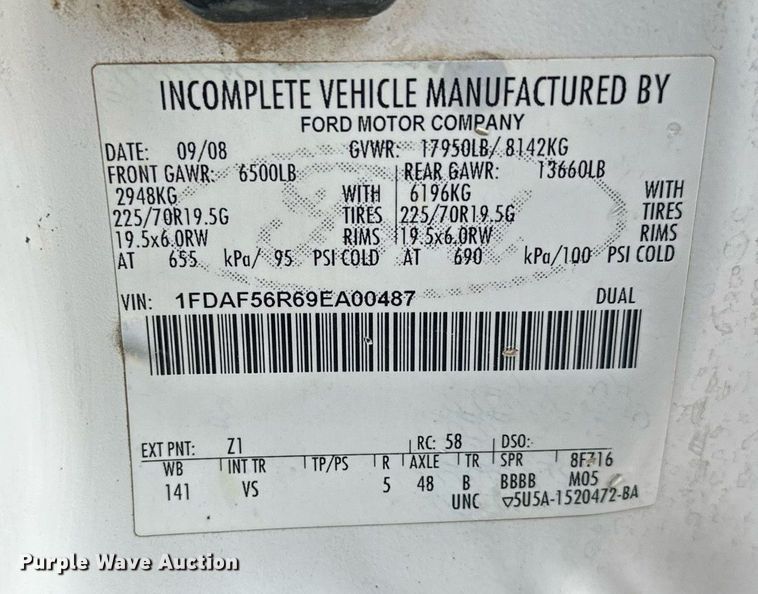 INCOMPLETE VEHICLE MANUFACTURED BY
FORD MOTOR COMPANY
DATE: 09/08 GVWR: 17950LB/ 8142KG
FRONT GAWR: 6500LB REAR GAWR: 13660LB
2948KG WITH 6196KG WITH
225/70R19.5G TIRES 225/70R19.5G TIRES
19.5x6.0RW RIMS 19.5x6.0RW RIMS
AT 655 kPa/ 95 PSI COLD AT 690 kPa/100 PSI COLD
VIN: 1FDAF56R69EA00487 DUAL
EXT PNT: Z1 RC: 58 DSO:
WB INT TR TP/PS R AXLE TR SPR 8F716
141 VS 5 48 B BBBB M05
UNC ▽5U5A-1520472-BA
Purple Wave Auction